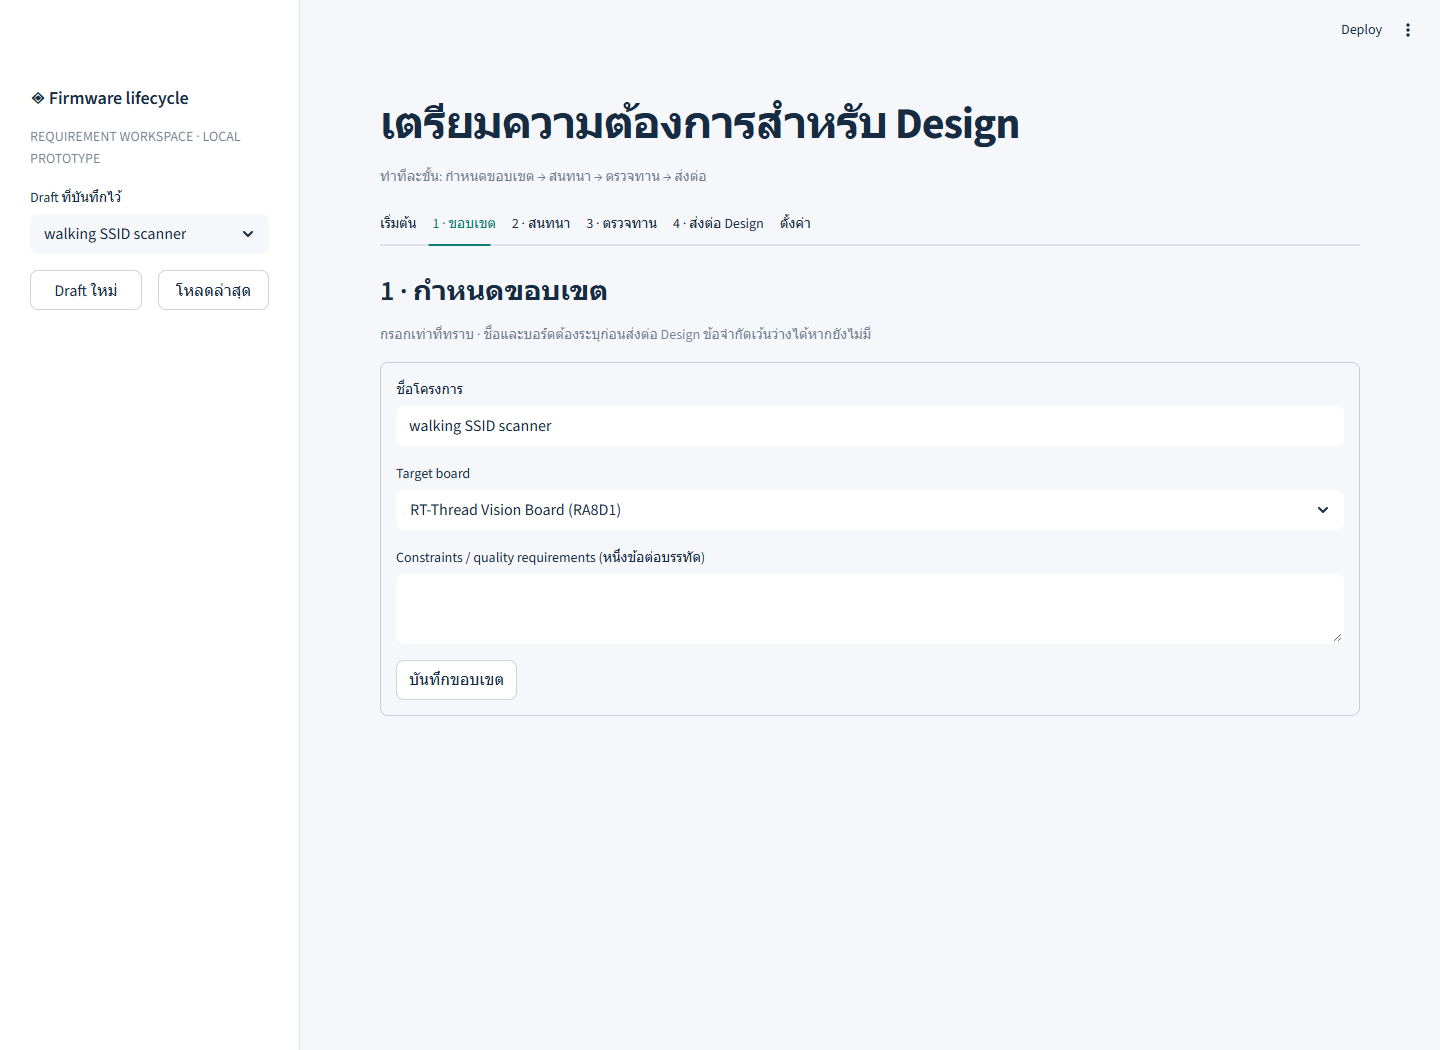 Deploy
◈ Firmware lifecycle
REQUIREMENT WORKSPACE · LOCAL
PROTOTYPE
Draft ที่บันทึกไว้
walking SSID scanner
Draft ใหม่
โหลดล่าสุด
เตรียมความต้องการสำหรับ Design
ทำทีละขั้น: กำหนดขอบเขต → สนทนา → ตรวจทาน → ส่งต่อ
เริ่มต้น 1 · ขอบเขต 2 · สนทนา 3 · ตรวจทาน 4 · ส่งต่อ Design ตั้งค่า
1 · กำหนดขอบเขต
กรอกเท่าที่ทราบ · ชื่อและบอร์ดต้องระบุก่อนส่งต่อ Design ข้อจำกัดเว้นว่างได้หากยังไม่มี
ชื่อโครงการ
walking SSID scanner
Target board
RT-Thread Vision Board (RA8D1)
Constraints / quality requirements (หนึ่งข้อต่อบรรทัด)
บันทึกขอบเขต